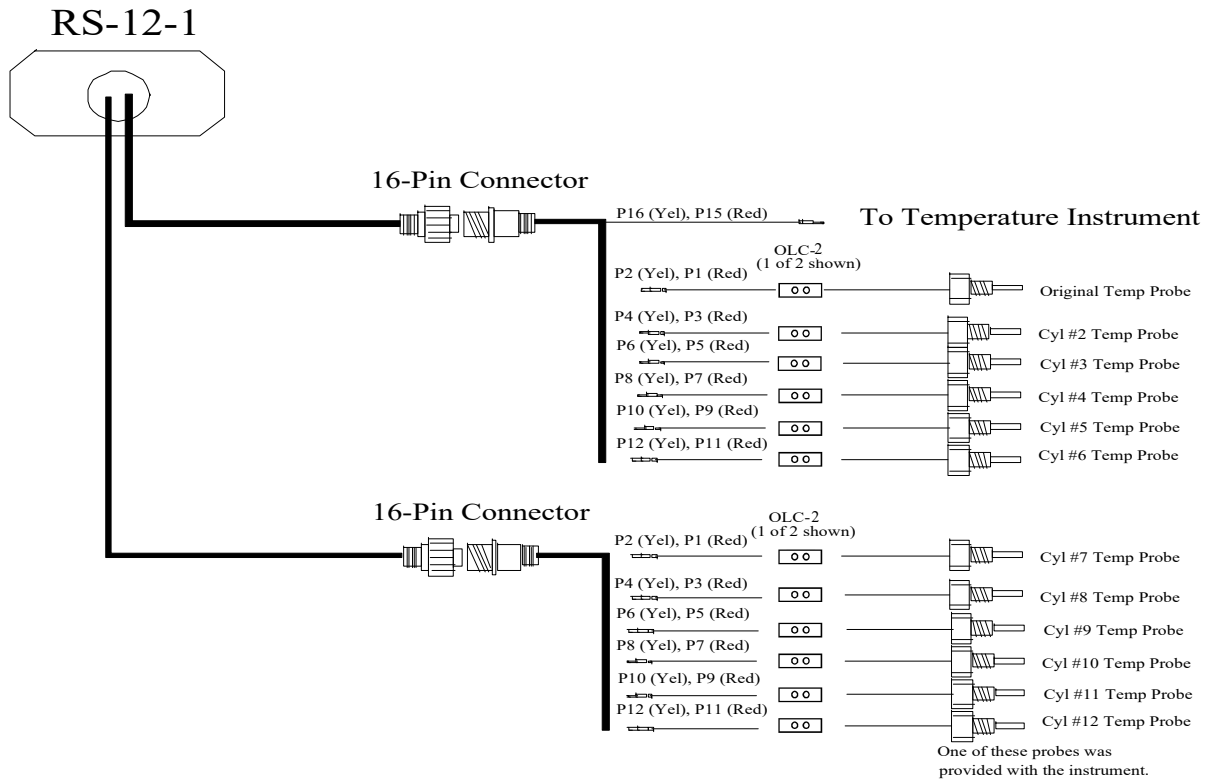 RS-12-1
16-Pin Connector
P16 (Yel), P15 (Red)
To Temperature Instrument
OLC-2
(1 of 2 shown)
P2 (Yel), P1 (Red)
Original Temp Probe
P4 (Yel), P3 (Red)
Cyl #2 Temp Probe
P6 (Yel), P5 (Red)
Cyl #3 Temp Probe
P8 (Yel), P7 (Red)
Cyl #4 Temp Probe
P10 (Yel), P9 (Red)
Cyl #5 Temp Probe
P12 (Yel), P11 (Red)
Cyl #6 Temp Probe
16-Pin Connector
OLC-2
(1 of 2 shown)
P2 (Yel), P1 (Red)
Cyl #7 Temp Probe
P4 (Yel), P3 (Red)
Cyl #8 Temp Probe
P6 (Yel), P5 (Red)
Cyl #9 Temp Probe
P8 (Yel), P7 (Red)
Cyl #10 Temp Probe
P10 (Yel), P9 (Red)
Cyl #11 Temp Probe
P12 (Yel), P11 (Red)
Cyl #12 Temp Probe
One of these probes was
provided with the instrument.